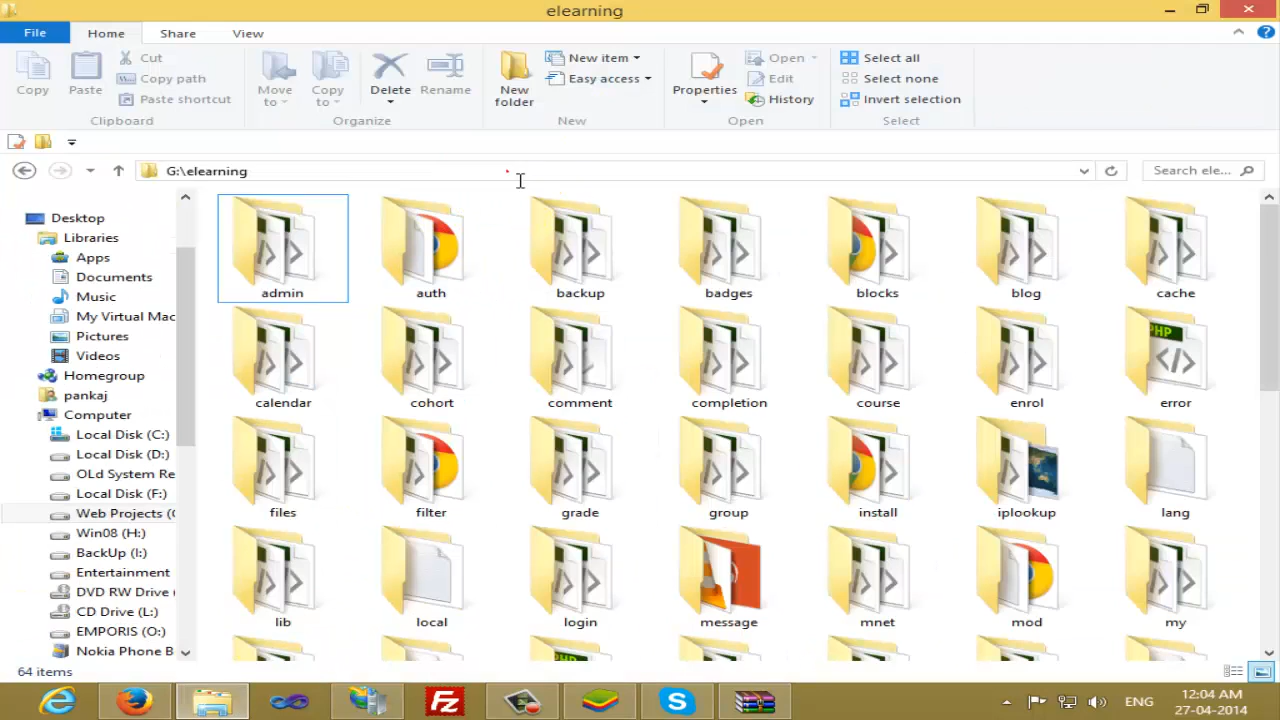 elearning
File Home Share View
Copy Paste Cut Copy path Paste shortcut Move to Copy to Delete Rename New folder New item Easy access Properties Open Edit History Select all Select none Invert selection
Clipboard Organize New Open Select
G:\elearning Search ele...
Desktop
Libraries
Apps
Documents
Music
My Virtual Mac
Pictures
Videos
Homegroup
pankaj
Computer
Local Disk (C:)
Local Disk (D:)
OLd System Re
Local Disk (F:)
Web Projects (
Win08 (H:)
BackUp (I:)
Entertainment
DVD RW Drive
CD Drive (L:)
EMPORIS (O:)
Nokia Phone B
admin auth backup badges blocks blog cache
PHP
calendar cohort comment completion course enrol error
files filter grade group install iplookup lang
lib local login message mnet mod my
64 items
ENG 12:04 AM
27-04-2014